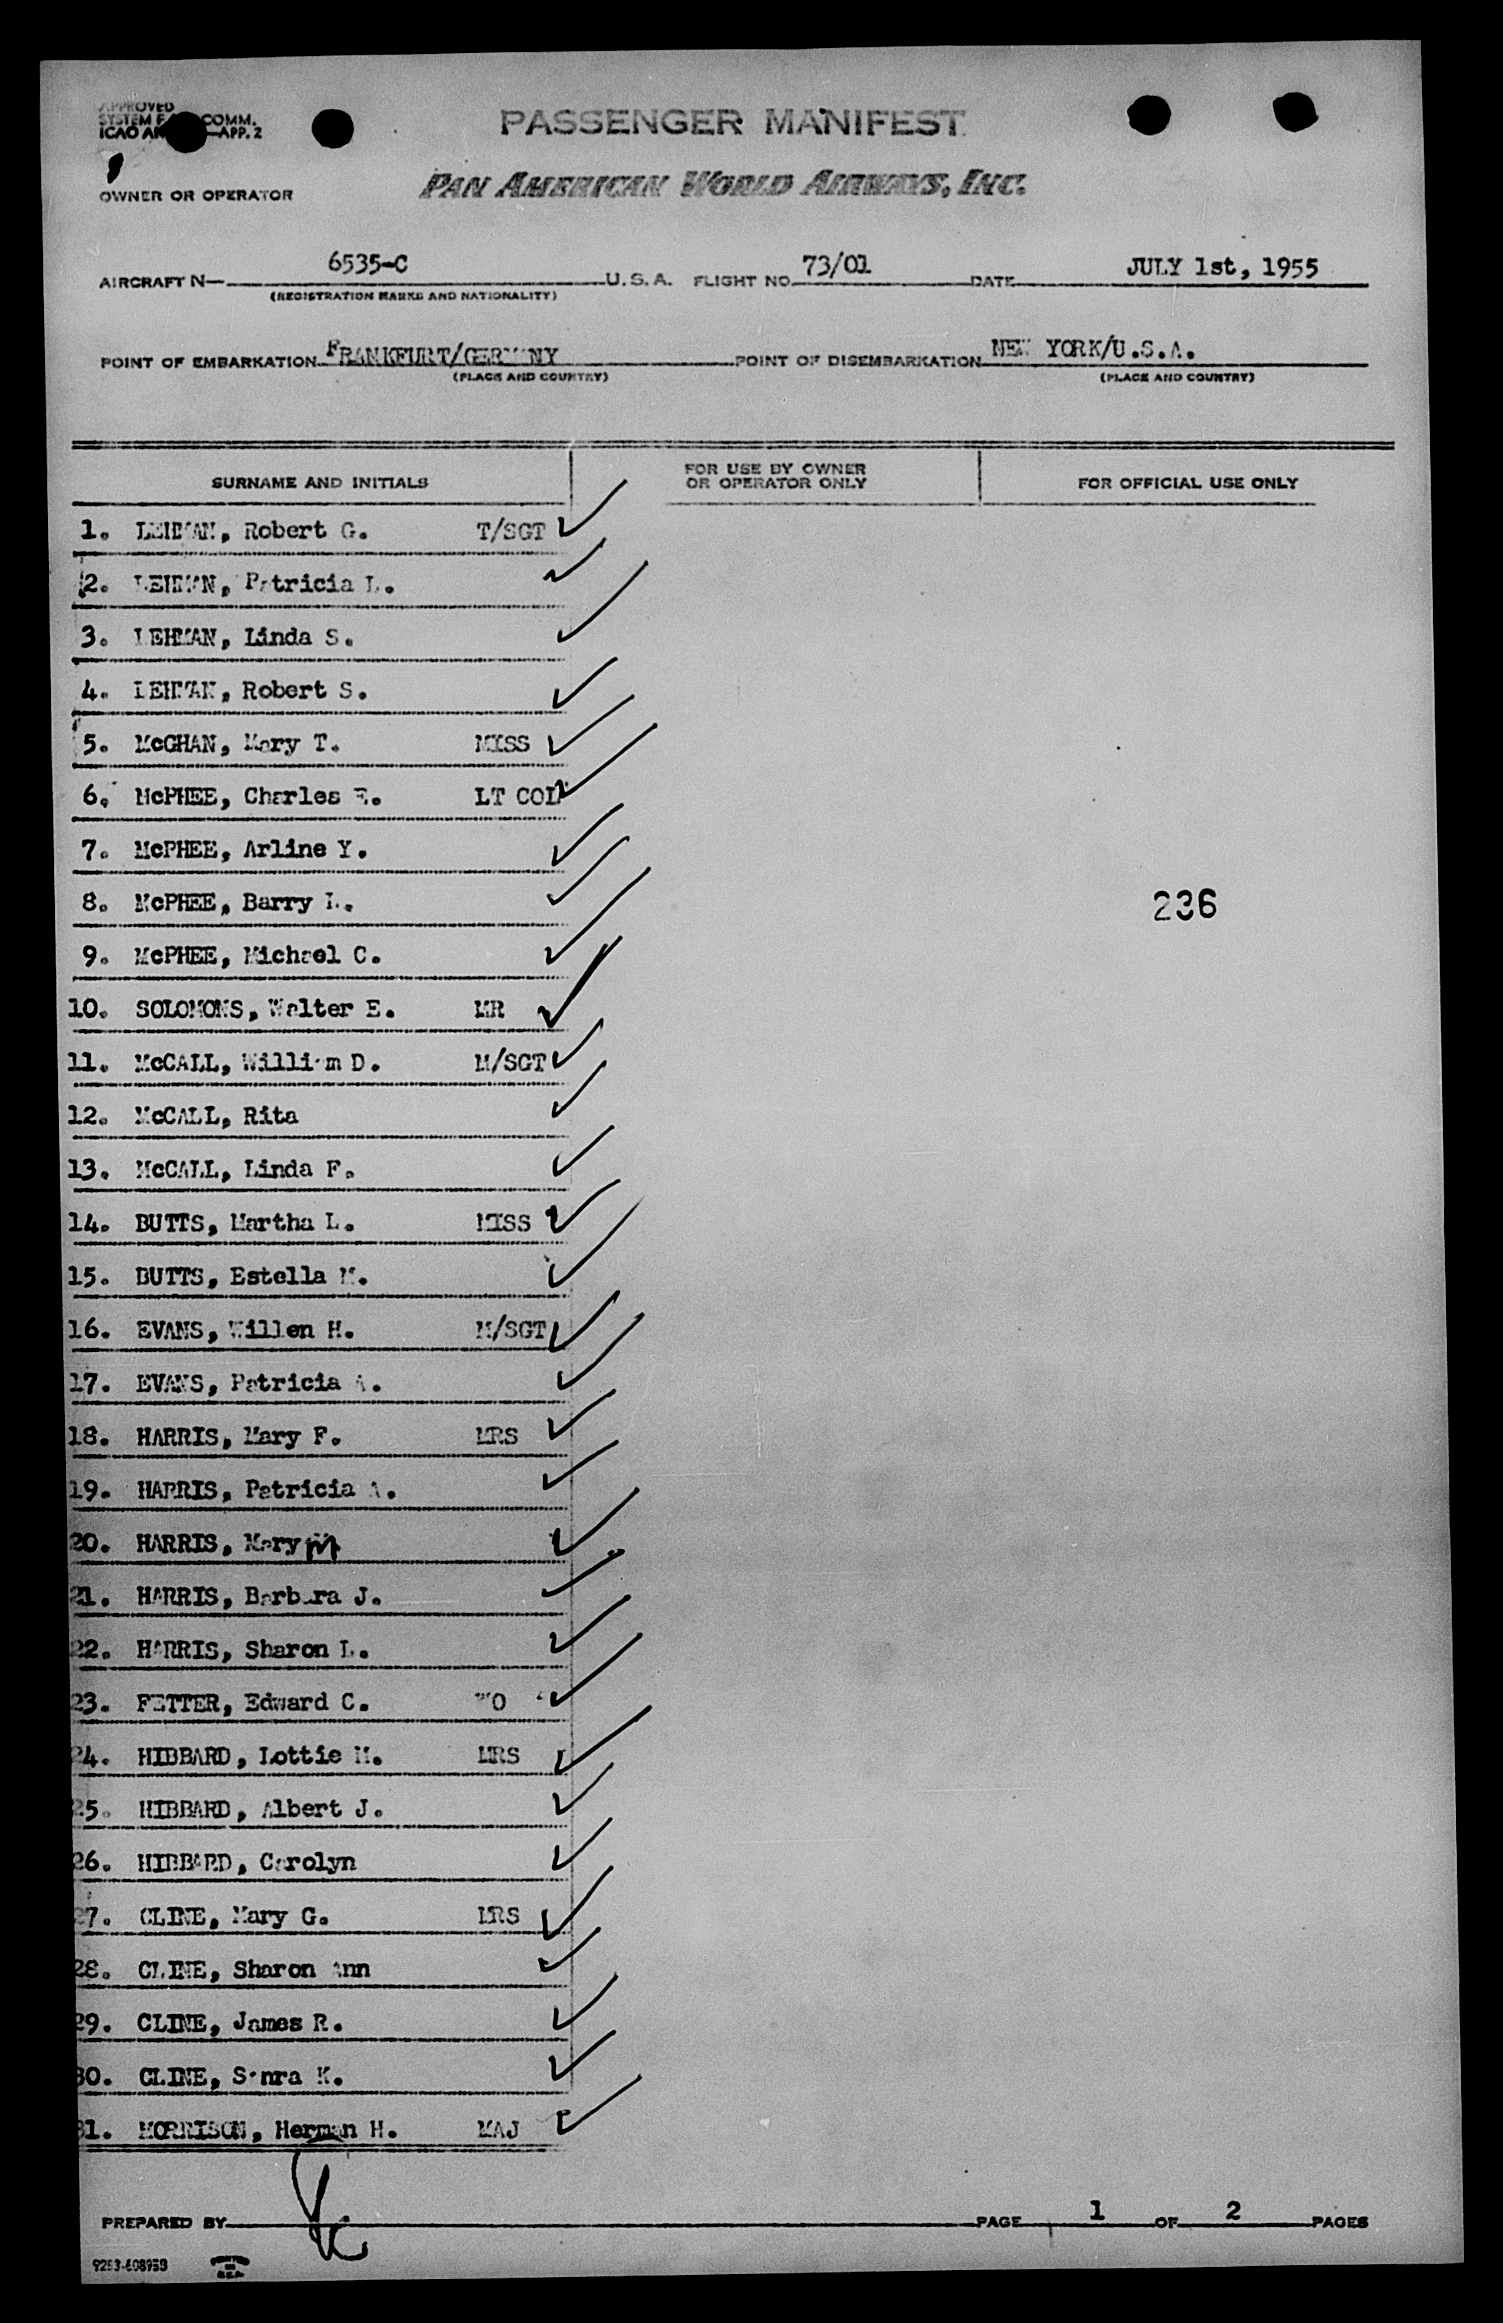 APPROVED
SYSTEM COMM.
ICAO —APP. 2
PASSENGER MANIFEST
OWNER OR OPERATOR
PAN AMERICAN WORLD AIRWAYS, INC.
AIRCRAFT N— 6535-C U.S.A. FLIGHT NO. 73/01 DATE JULY 1st, 1955
(REGISTRATION MARKS AND NATIONALITY)
POINT OF EMBARKATION FRANKFURT/GERMANY POINT OF DISEMBARKATION NEW YORK/U.S.A.
(PLACE AND COUNTRY) (PLACE AND COUNTRY)
SURNAME AND INITIALS
FOR USE BY OWNER
OR OPERATOR ONLY
FOR OFFICIAL USE ONLY
1. LEHMAN, Robert G. T/SGT
2. LEHMAN, Patricia L.
3. LEHMAN, Linda S.
4. LEHMAN, Robert S.
5. McGHAN, Mary T. MISS
6. McPHEE, Charles E. LT COL
7. McPHEE, Arline Y.
8. McPHEE, Barry L.
236
9. McPHEE, Michael C.
10. SOLOMONS, Walter E. MR
11. McCALL, William D. M/SGT
12. McCALL, Rita
13. McCALL, Linda F.
14. BUTTS, Martha L. MISS
15. BUTTS, Estella M.
16. EVANS, Willen H. M/SGT
17. EVANS, Patricia A.
18. HARRIS, Mary F. MRS
19. HARRIS, Patricia A.
20. HARRIS, Mary M
21. HARRIS, Barbara J.
22. HARRIS, Sharon L.
23. FETTER, Edward C. WO
24. HIBBARD, Lottie M. MRS
25. HIBBARD, Albert J.
26. HIBBARD, Carolyn
27. CLINE, Mary G. MRS
28. CLINE, Sharon Ann
29. CLINE, James R.
30. CLINE, Sanra K.
31. MORRISON, Herman H. MAJ
PREPARED BY PAGE 1 OF 2 PAGES